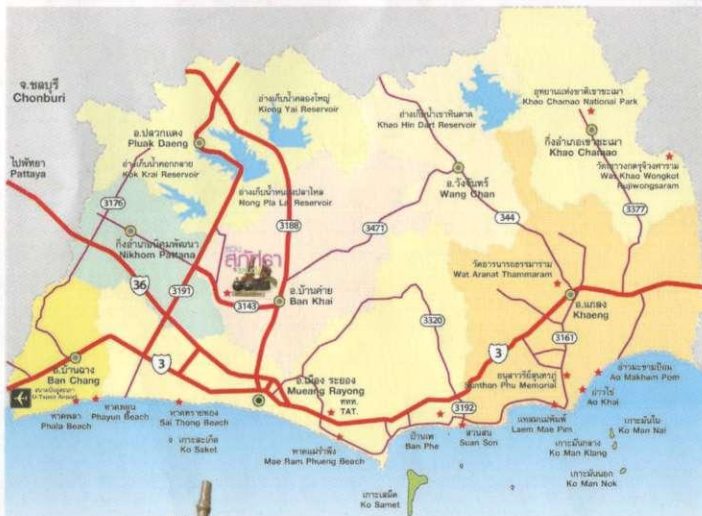 จ.ชลบุรี
Chonburi
ไปพัทยา
Pattaya
อ.ปลวกแดง
Pluak Daeng
อ่างเก็บน้ำดอกกราย
Kok Krai Reservoir
อ่างเก็บน้ำคลองใหญ่
Klong Yai Reservoir
อ่างเก็บน้ำหนองปลาไหล
Nong Pla Lai Reservoir
อ่างเก็บน้ำเขาหินดาด
Khao Hin Dart Reservoir
อุทยานแห่งชาติเขาชะเมา
Khao Chamao National Park
กิ่งอำเภอเขาชะเมา
Khao Chamao
วัดเขาวงกตรุจิวงศาราม
Wat Khao Wongkot
Rujiwongsaram
อ.วังจันทร์
Wang Chan
3176
3188
3471
344
3377
กิ่งอำเภอนิคมพัฒนา
Nikhom Pattana
สุภัทรา
36
3191
3143
อ.บ้านค่าย
Ban Khai
วัดอารนารถธรรมาราม
Wat Aranat Thammaram
อ.แกลง
Khaeng
3320
3161
3
3
อ.บ้านฉาง
Ban Chang
U-Tapao Airport
อ.เมือง ระยอง
Mueang Rayong
ททท.
TAT.
อนุสาวรีย์สุนทรภู่
Sunthon Phu Memorial
อ่าวมะขามป้อม
Ao Makham Pom
อ่าวไข่
Ao Khai
3192
หาดพลา
Phala Beach
หาดพยูน
Phayun Beach
หาดทรายทอง
Sai Thong Beach
เกาะสะเก็ด
Ko Saket
หาดแม่รำพึง
Mae Ram Phueng Beach
บ้านเพ
Ban Phe
สวนสน
Suan Son
แหลมแม่พิมพ์
Laem Mae Pim
เกาะมันใน
Ko Man Nai
เกาะมันกลาง
Ko Man Klang
เกาะมันนอก
Ko Man Nok
เกาะเสม็ด
Ko Samet